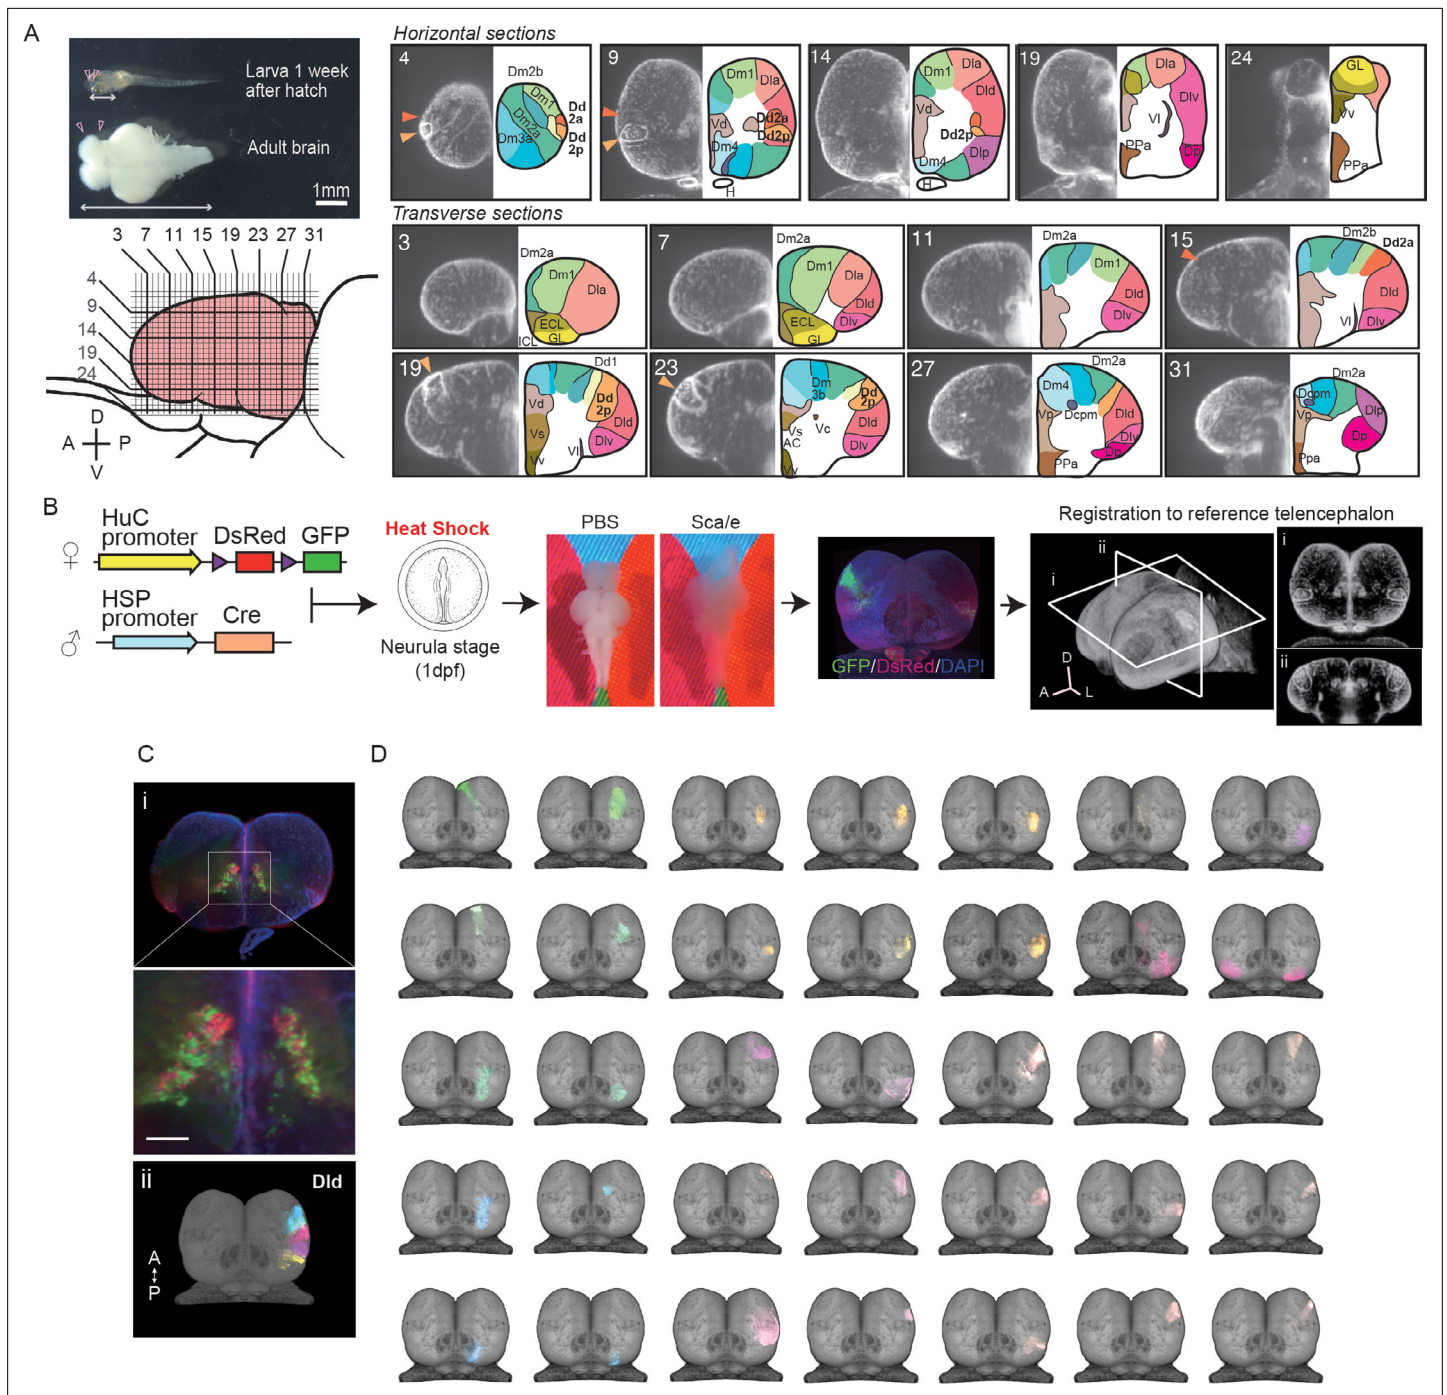 A
Larva 1 week
after hatch
Adult brain
1mm
3 7 11 15 19 23 27 31
4
9
14
19
24
D
A P
V
Horizontal sections
4
Dm2b
Dm1
Dm2a
Dm3a
Dd
2a
Dd
2p
9
Dm1
Dla
Dld
Vd
Dd2a
Dd2p
Dm4
H
14
Dm1
Dla
Dld
Vd
Dd2p
Dlp
Dm4
H
19
Dla
Dlv
VI
PPa
Dp
24
GL
Vv
PPa
Transverse sections
3
Dm2a
Dm1
Dla
ECL
ICL
GL
7
Dm2a
Dm1
Dla
Dld
ECL
Dlv
GL
11
Dm2a
Dm1
Dld
Dlv
15
Dm2b
Dd2a
Dld
VI
Dlv
19
Dd1
Vd
Dd
2p
Dld
Vs
Dlv
VI
Vv
23
Dm
3b
Dd
2p
Dld
Vs
Vc
AC
Dlv
Vv
27
Dm2a
Dm4
Vp
Dcpm
Dld
Dlv
PPa
Dp
31
Dm2a
Dcpm
Vp
Dlp
Dp
Ppa
B
HuC
promoter
DsRed
GFP
♀
HSP
promoter
Cre
♂
Heat Shock
Neurula stage
(1dpf)
PBS
Sca/e
GFP/DsRed/DAPI
Registration to reference telencephalon
i
ii
D
A L
i
ii
C
i
ii
Dld
A
P
D